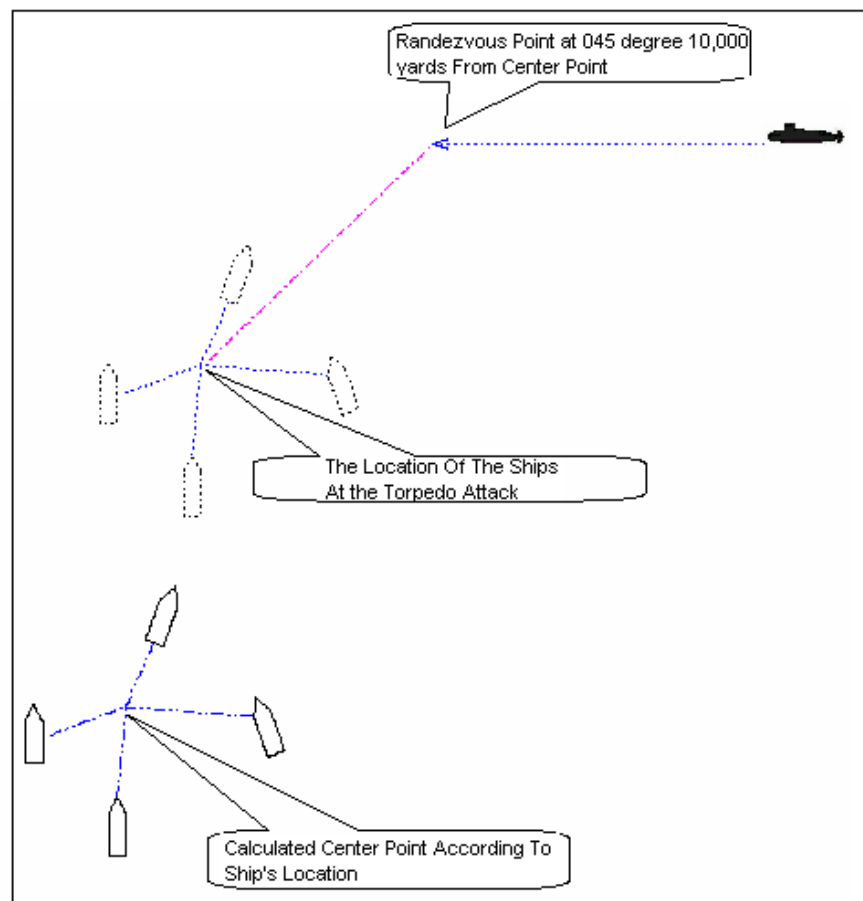 Randezvous Point at 045 degree 10,000
yards From Center Point
The Location Of The Ships
At the Torpedo Attack
Calculated Center Point According To
Ship's Location